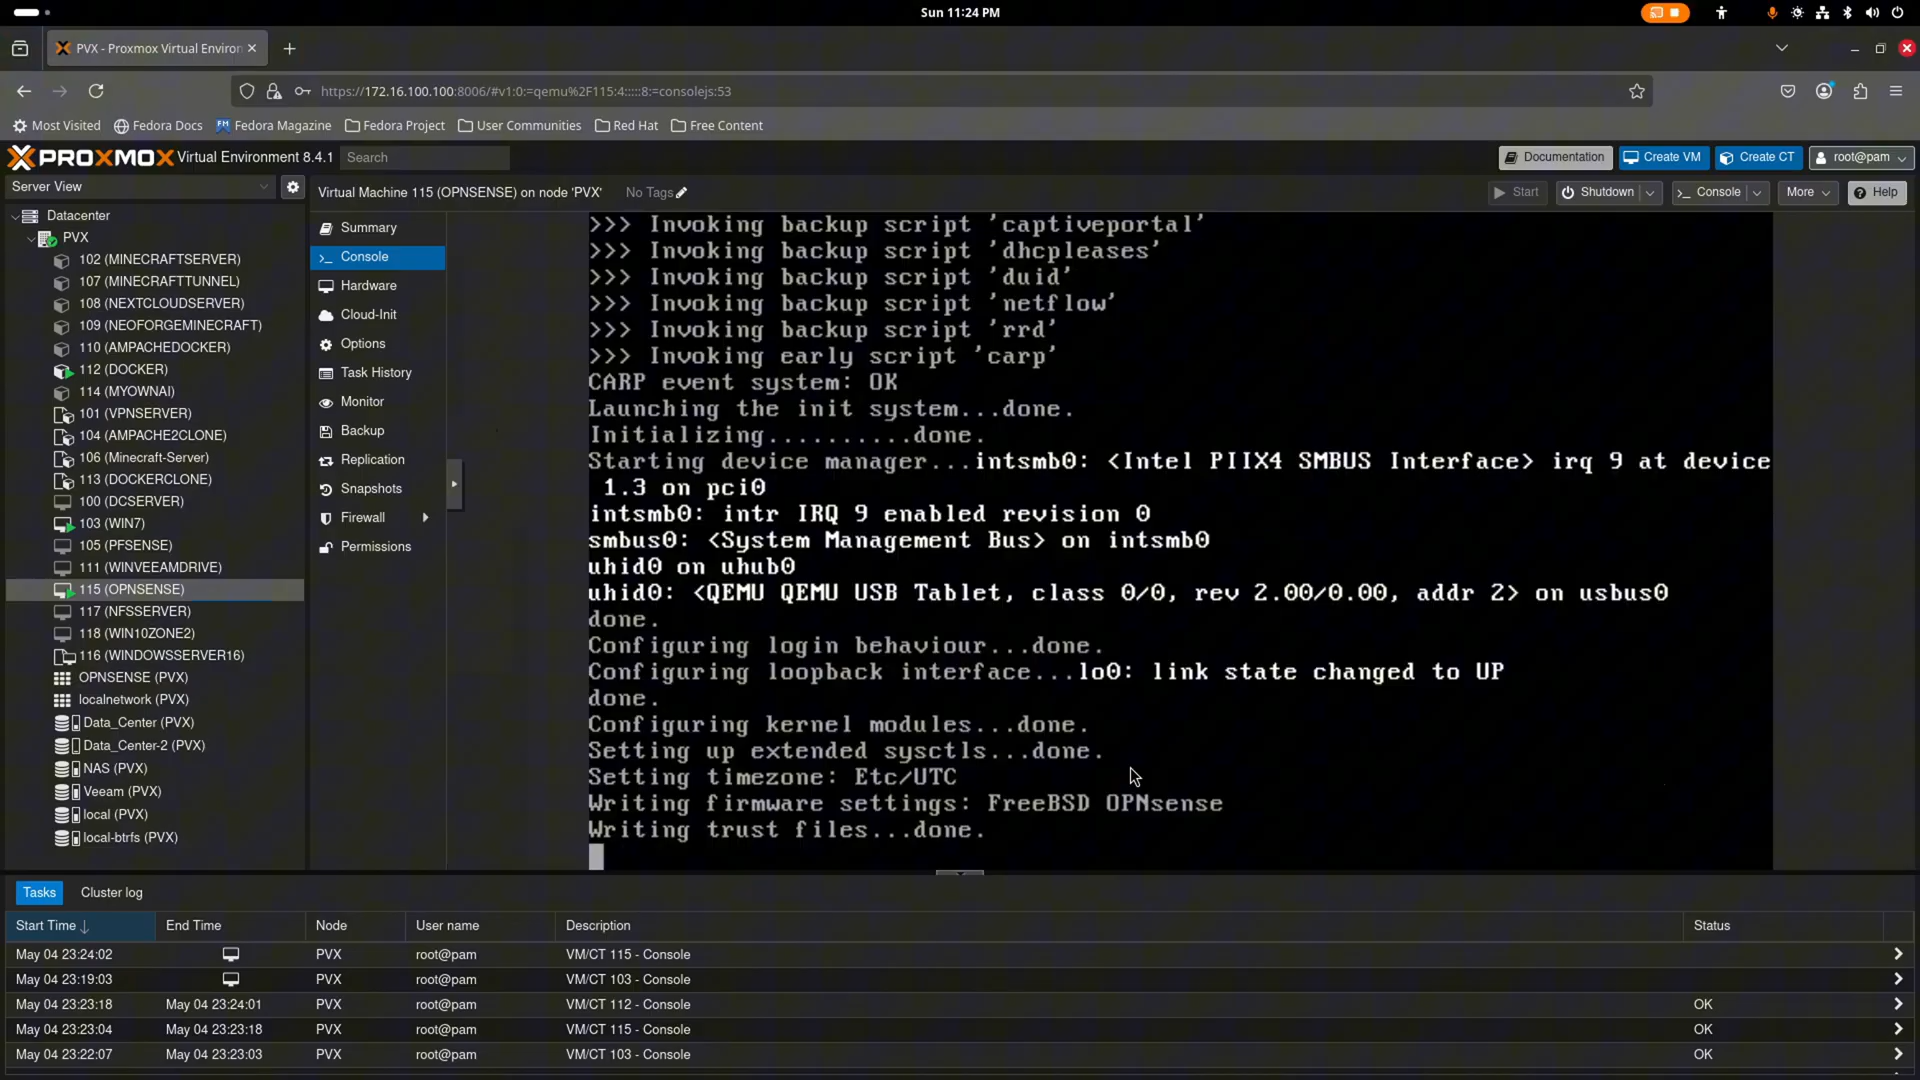 Sun 11:24 PM
PVX - Proxmox Virtual Environ
https://172.16.100.100:8006/#v1:0:=qemu%2F115:4:::::8:=consolejs:53
Most Visited
Fedora Docs
Fedora Magazine
Fedora Project
User Communities
Red Hat
Free Content
PROXMOX Virtual Environment 8.4.1
Search
Documentation
Create VM
Create CT
root@pam
Server View
Virtual Machine 115 (OPNSENSE) on node 'PVX'
No Tags
Start
Shutdown
Console
More
Help
Datacenter
PVX
102 (MINECRAFTSERVER)
107 (MINECRAFTTUNNEL)
108 (NEXTCLOUDSERVER)
109 (NEOFORGEMINECRAFT)
110 (AMPACHEDOCKER)
112 (DOCKER)
114 (MYOWNAI)
101 (VPNSERVER)
104 (AMPACHE2CLONE)
106 (Minecraft-Server)
113 (DOCKERCLONE)
100 (DCSERVER)
103 (WIN7)
105 (PFSENSE)
111 (WINVEEAMDRIVE)
115 (OPNSENSE)
117 (NFSSERVER)
118 (WIN10ZONE2)
116 (WINDOWSSERVER16)
OPNSENSE (PVX)
localnetwork (PVX)
Data_Center (PVX)
Data_Center-2 (PVX)
NAS (PVX)
Veeam (PVX)
local (PVX)
local-btrfs (PVX)
Summary
Console
Hardware
Cloud-Init
Options
Task History
Monitor
Backup
Replication
Snapshots
Firewall
Permissions
>>> Invoking backup script 'captiveportal'
>>> Invoking backup script 'dhcpleases'
>>> Invoking backup script 'duid'
>>> Invoking backup script 'netflow'
>>> Invoking backup script 'rrd'
>>> Invoking early script 'carp'
CARP event system: OK
Launching the init system...done.
Initializing..........done.
Starting device manager...intsmb0: <Intel PIIX4 SMBUS Interface> irq 9 at device
1.3 on pci0
intsmb0: intr IRQ 9 enabled revision 0
smbus0: <System Management Bus> on intsmb0
uhid0 on uhub0
uhid0: <QEMU QEMU USB Tablet, class 0/0, rev 2.00/0.00, addr 2> on usbus0
done.
Configuring login behaviour...done.
Configuring loopback interface...lo0: link state changed to UP
done.
Configuring kernel modules...done.
Setting up extended sysctls...done.
Setting timezone: Etc/UTC
Writing firmware settings: FreeBSD OPNsense
Writing trust files...done.
Tasks
Cluster log
Start Time
End Time
Node
User name
Description
Status
May 04 23:24:02 PVX root@pam VM/CT 115 - Console
May 04 23:19:03 PVX root@pam VM/CT 103 - Console
May 04 23:23:18 May 04 23:24:01 PVX root@pam VM/CT 112 - Console OK
May 04 23:23:04 May 04 23:23:18 PVX root@pam VM/CT 115 - Console OK
May 04 23:22:07 May 04 23:23:03 PVX root@pam VM/CT 103 - Console OK